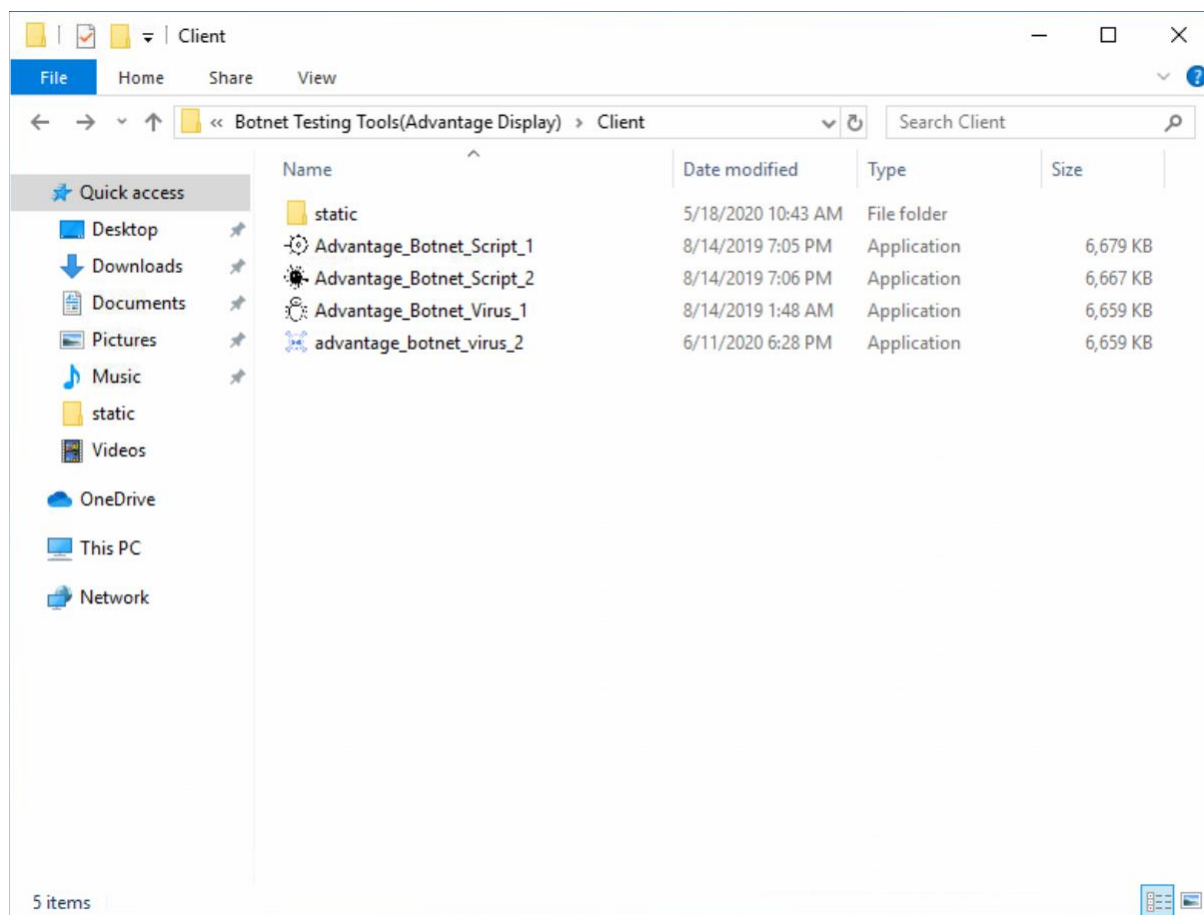 Client
File Home Share View
« Botnet Testing Tools(Advantage Display) › Client Search Client
Name Date modified Type Size
Quick access
Desktop
Downloads
Documents
Pictures
Music
static
Videos
OneDrive
This PC
Network
static 5/18/2020 10:43 AM File folder
Advantage_Botnet_Script_1 8/14/2019 7:05 PM Application 6,679 KB
Advantage_Botnet_Script_2 8/14/2019 7:06 PM Application 6,667 KB
Advantage_Botnet_Virus_1 8/14/2019 1:48 AM Application 6,659 KB
advantage_botnet_virus_2 6/11/2020 6:28 PM Application 6,659 KB
5 items